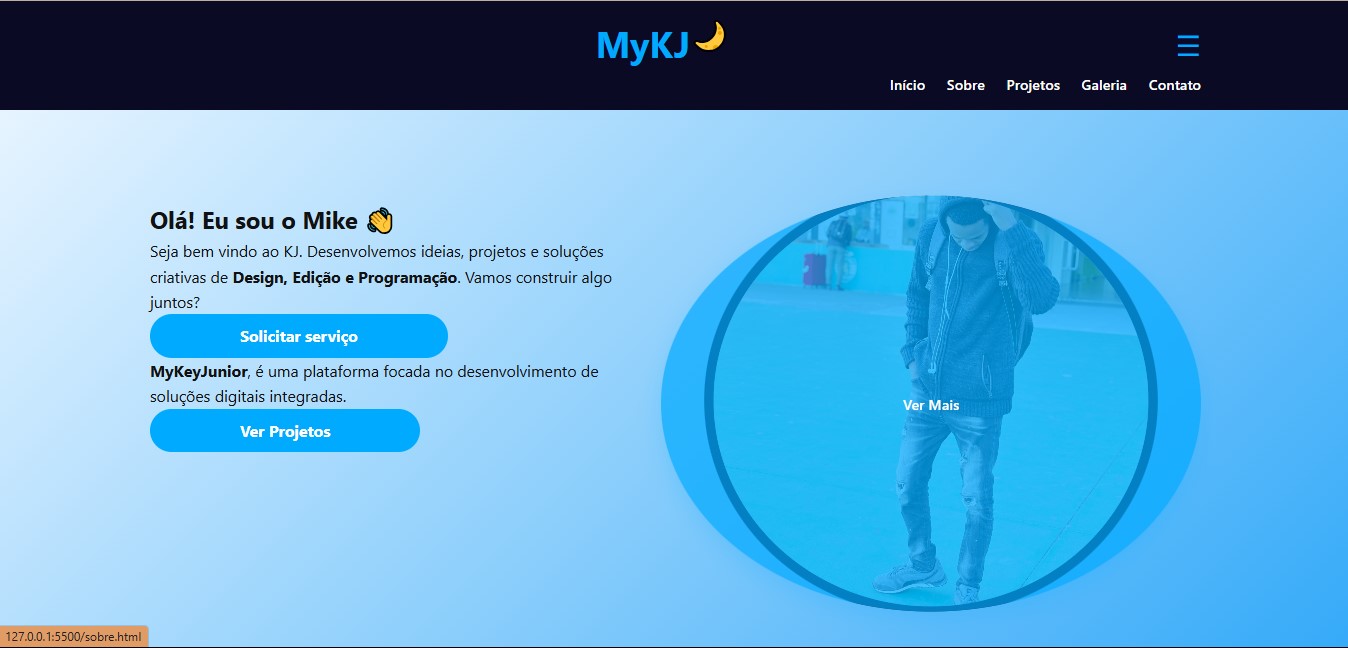 MyKJ
Início Sobre Projetos Galeria Contato
Olá! Eu sou o Mike
Seja bem vindo ao KJ. Desenvolvemos ideias, projetos e soluções
criativas de Design, Edição e Programação. Vamos construir algo
juntos?
Solicitar serviço
MyKeyJunior, é uma plataforma focada no desenvolvimento de
soluções digitais integradas.
Ver Projetos
Ver Mais
127.0.0.1:5500/sobre.html